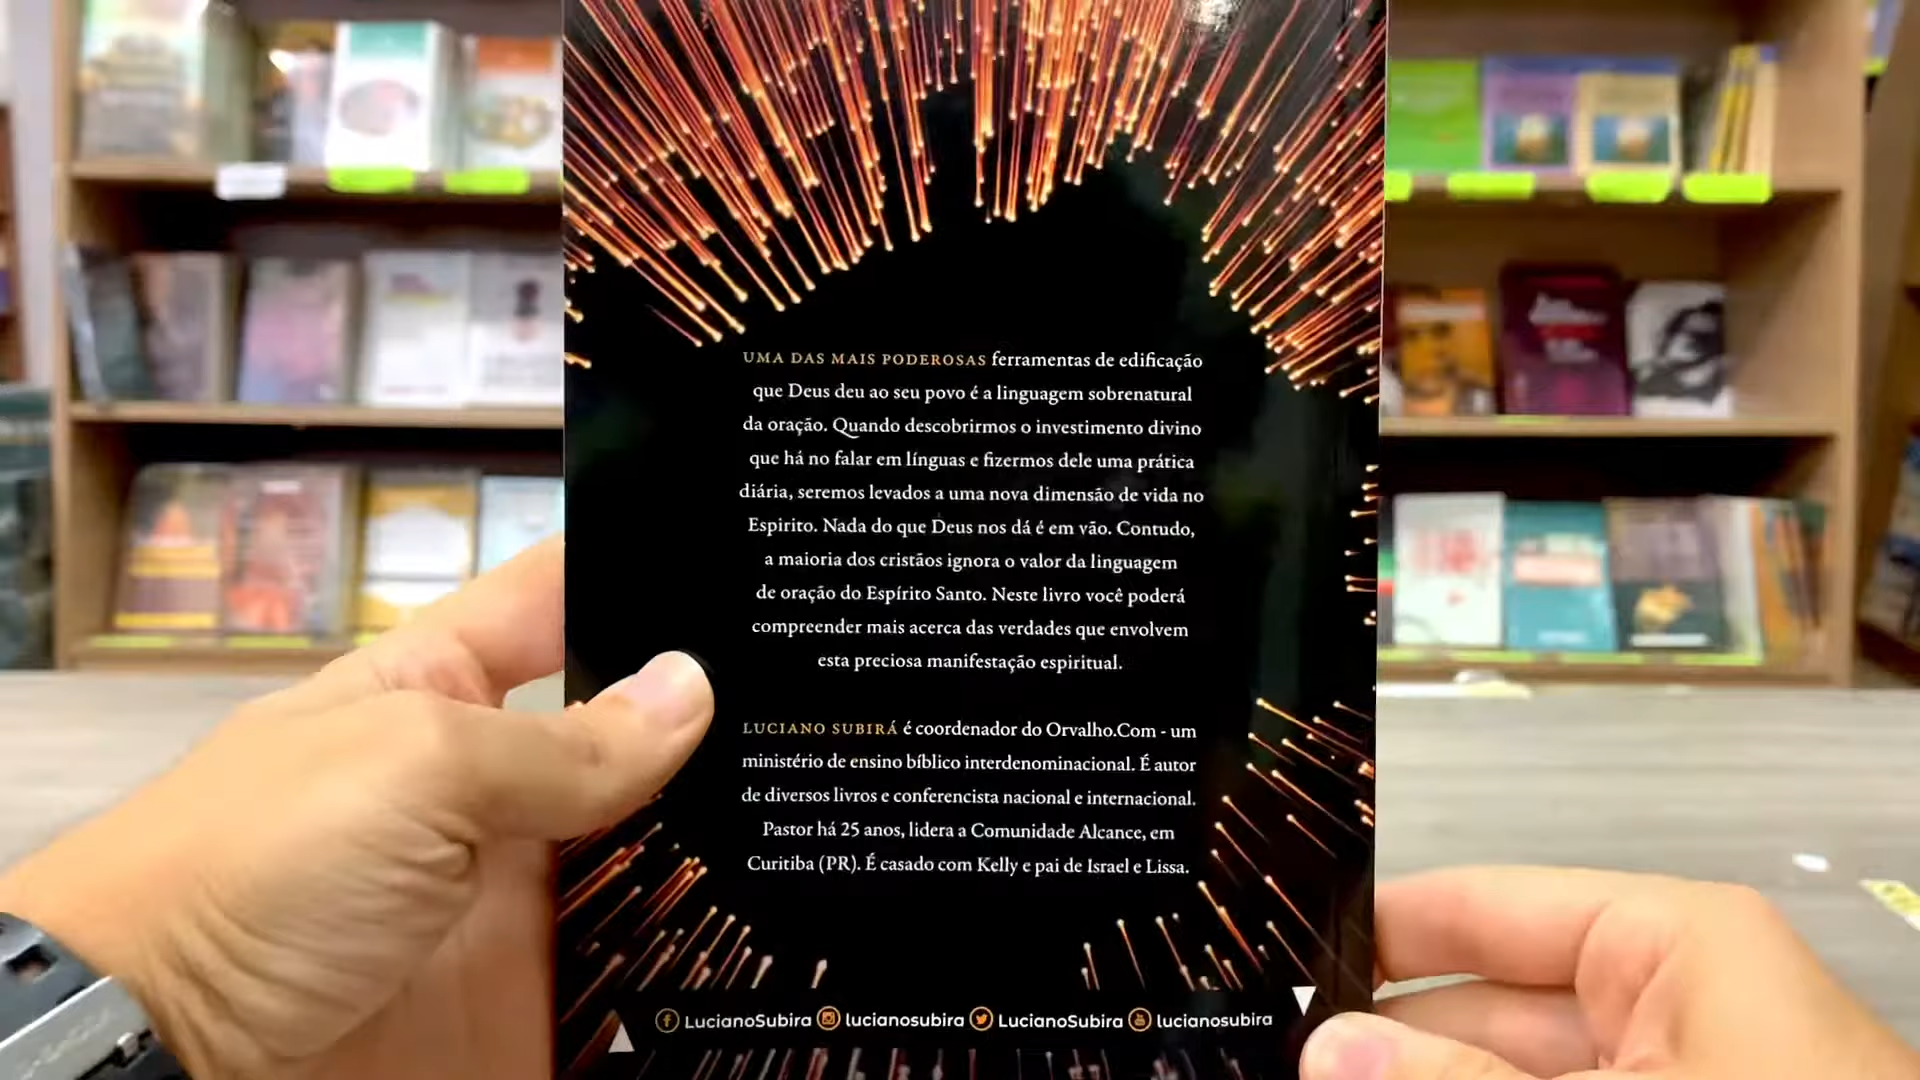 UMA DAS MAIS PODEROSAS ferramentas de edificação
que Deus deu ao seu povo é a linguagem sobrenatural
da oração. Quando descobrirmos o investimento divino
que há no falar em línguas e fizermos dele uma prática
diária, seremos levados a uma nova dimensão de vida no
Espirito. Nada do que Deus nos dá é em vão. Contudo,
a maioria dos cristãos ignora o valor da linguagem
de oração do Espírito Santo. Neste livro você poderá
compreender mais acerca das verdades que envolvem
esta preciosa manifestação espiritual.
LUCIANO SUBIRÁ é coordenador do Orvalho.Com - um
ministério de ensino bíblico interdenominacional. É autor
de diversos livros e conferencista nacional e internacional.
Pastor há 25 anos, lidera a Comunidade Alcance, em
Curitiba (PR). É casado com Kelly e pai de Israel e Lissa.
LucianoSubira lucianosubira LucianoSubira lucianosubira